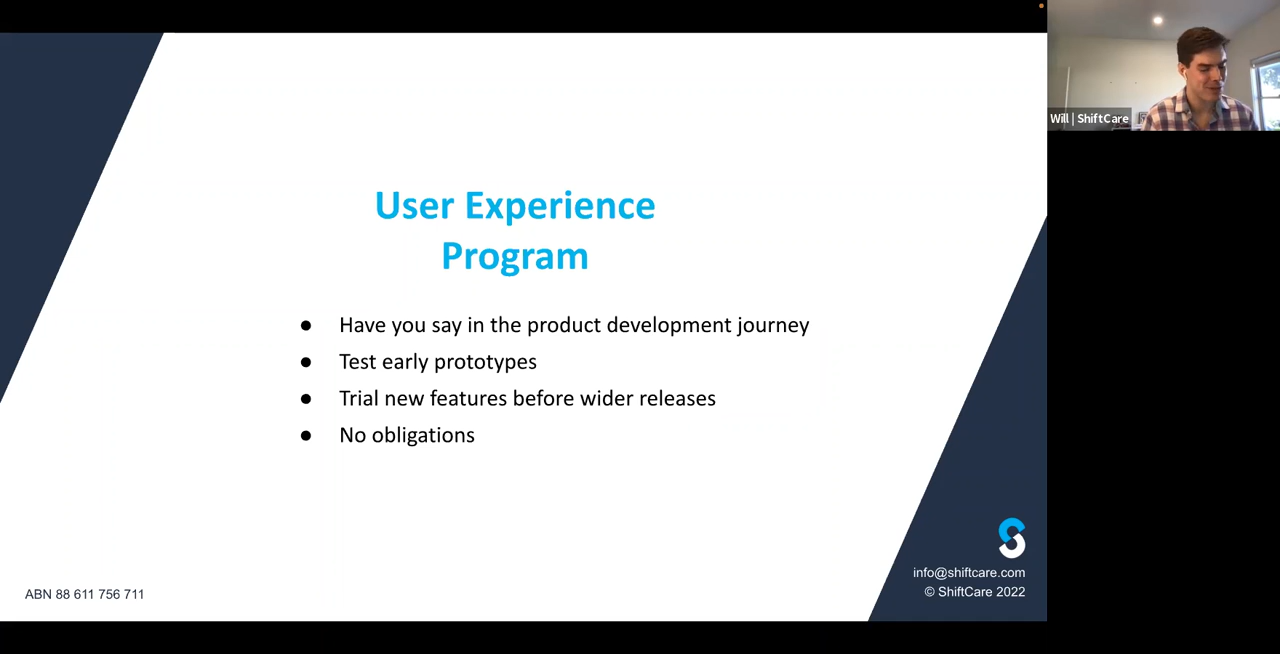 Will | ShiftCare
User Experience
Program
● Have you say in the product development journey
● Test early prototypes
● Trial new features before wider releases
● No obligations
info@shiftcare.com
ABN 88 611 756 711
© ShiftCare 2022